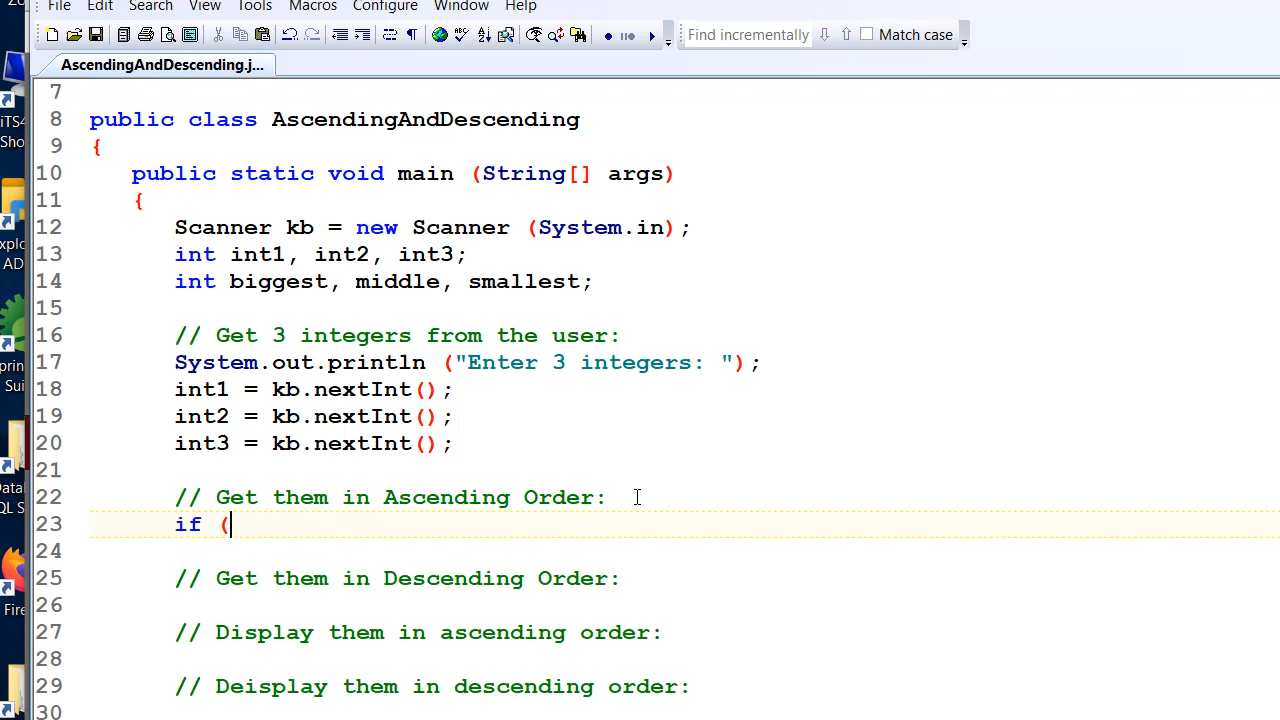 File Edit Search View Tools Macros Configure Window Help
Find incrementally Match case
AscendingAndDescending.j...
7
8 public class AscendingAndDescending
9 {
10 public static void main (String[] args)
11 {
12 Scanner kb = new Scanner (System.in);
13 int int1, int2, int3;
14 int biggest, middle, smallest;
15
16 // Get 3 integers from the user:
17 System.out.println ("Enter 3 integers: ");
18 int1 = kb.nextInt();
19 int2 = kb.nextInt();
20 int3 = kb.nextInt();
21
22 // Get them in Ascending Order:
23 if (
24
25 // Get them in Descending Order:
26
27 // Display them in ascending order:
28
29 // Deisplay them in descending order:
30